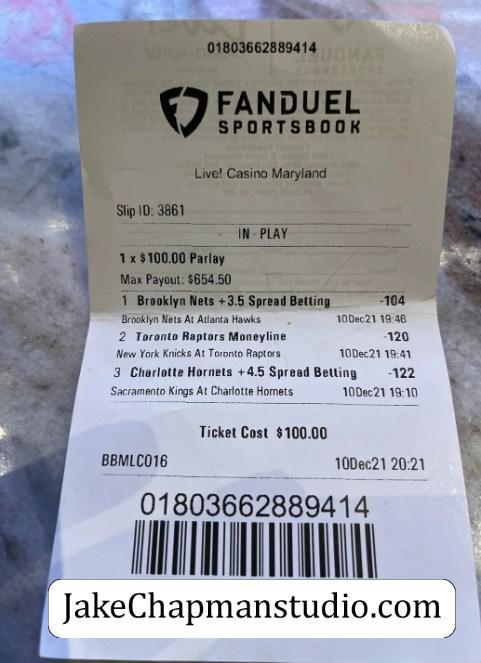 01803662889414
FANDUEL
SPORTSBOOK
Live! Casino Maryland
Slip ID: 3861
IN-PLAY
1 x $100.00 Parlay
Max Payout: $654.50
1 Brooklyn Nets +3.5 Spread Betting -104
Brooklyn Nets At Atlanta Hawks 10Dec21 19:46
2 Toronto Raptors Moneyline -120
New York Knicks At Toronto Raptors 10Dec21 19:41
3 Charlotte Hornets +4.5 Spread Betting -122
Sacramento Kings At Charlotte Hornets 10Dec21 19:10
Ticket Cost $100.00
BBMLC016 10Dec21 20:21
01803662889414
JakeChapmanstudio.com